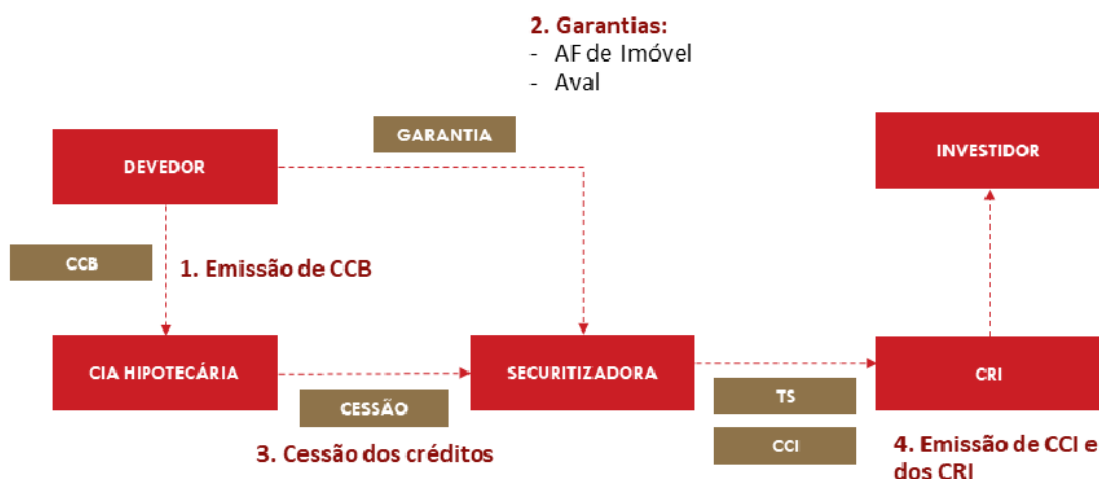 2. Garantias:
- AF de Imóvel
- Aval
GARANTIA
DEVEDOR
INVESTIDOR
CCB
1. Emissão de CCB
CIA HIPOTECÁRIA
SECURITIZADORA
CRI
CESSÃO
TS
3. Cessão dos créditos
CCI
4. Emissão de CCI e
dos CRI